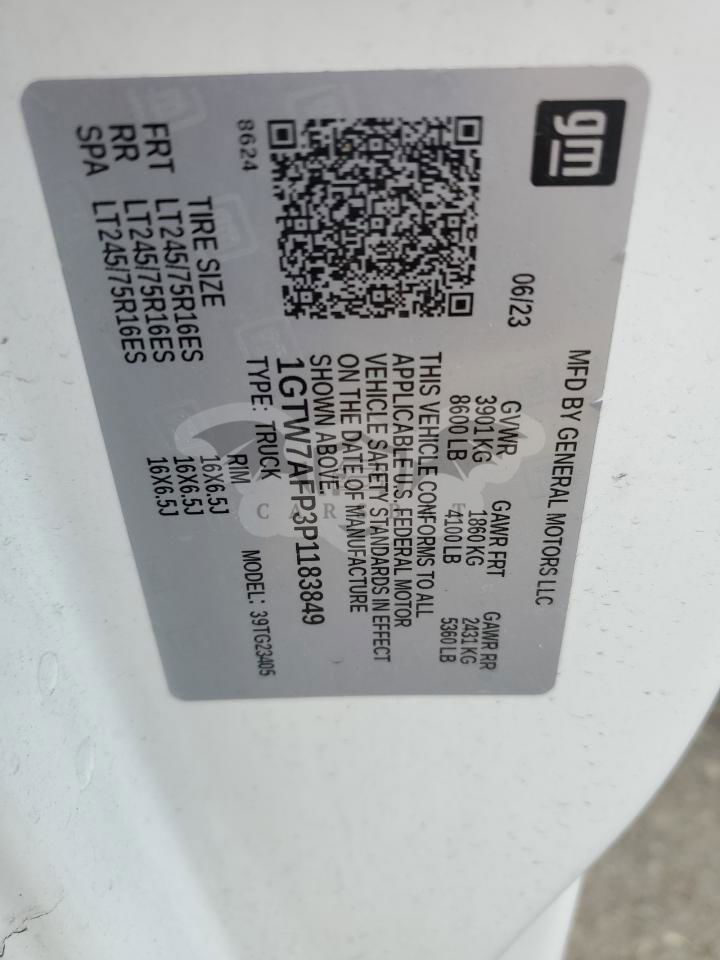 gm
MFD BY GENERAL MOTORS LLC
06/23
GVWR GAWR FRT GAWR RR
3901 KG 1860 KG 2431 KG
8600 LB 4100 LB 5360 LB
THIS VEHICLE CONFORMS TO ALL
APPLICABLE U.S. FEDERAL MOTOR
VEHICLE SAFETY STANDARDS IN EFFECT
ON THE DATE OF MANUFACTURE
SHOWN ABOVE.
1GTW7AFP3P1183849
TYPE: TRUCK MODEL: 39TG23405
8624
TIRE SIZE RIM
FRT LT245/75R16ES 16X6.5J
RR LT245/75R16ES 16X6.5J
SPA LT245/75R16ES 16X6.5J